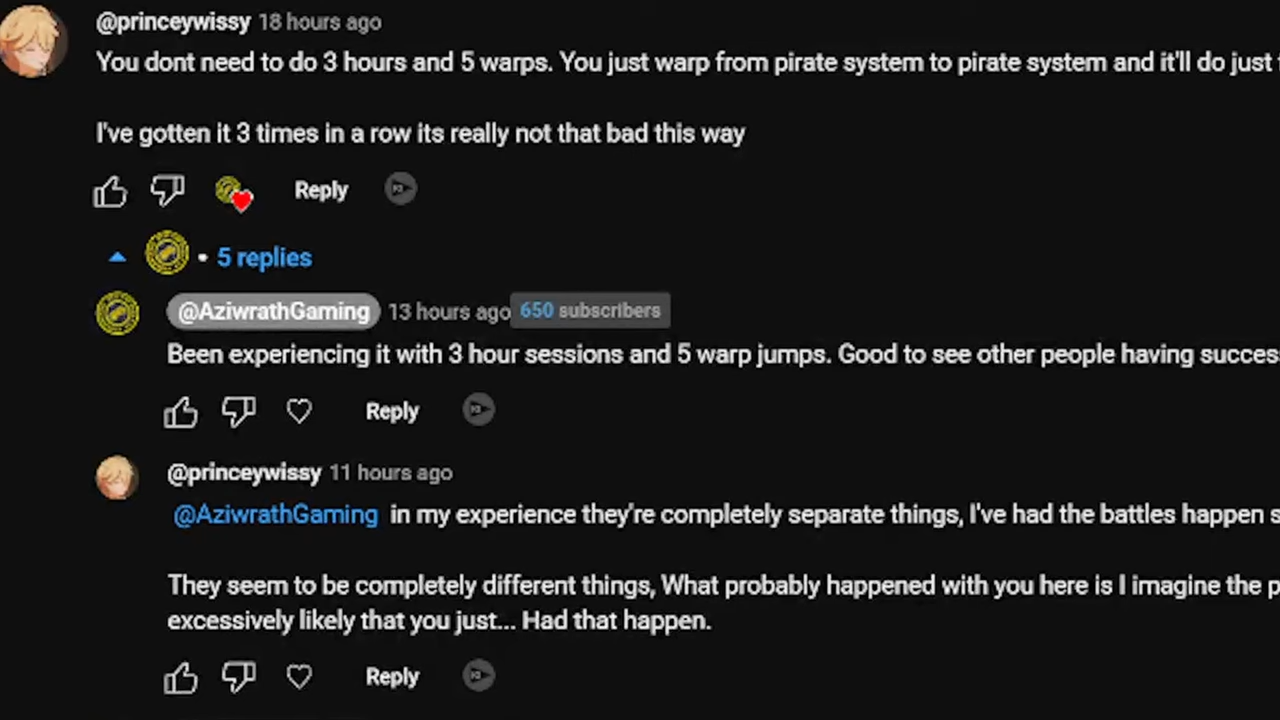 @princeywissy 18 hours ago
You dont need to do 3 hours and 5 warps. You just warp from pirate system to pirate system and it'll do just
I've gotten it 3 times in a row its really not that bad this way
Reply
• 5 replies
@AziwrathGaming 13 hours ago 650 subscribers
Been experiencing it with 3 hour sessions and 5 warp jumps. Good to see other people having succes
Reply
@princeywissy 11 hours ago
@AziwrathGaming in my experience they're completely separate things, I've had the battles happen s
They seem to be completely different things, What probably happened with you here is I imagine the p
excessively likely that you just... Had that happen.
Reply